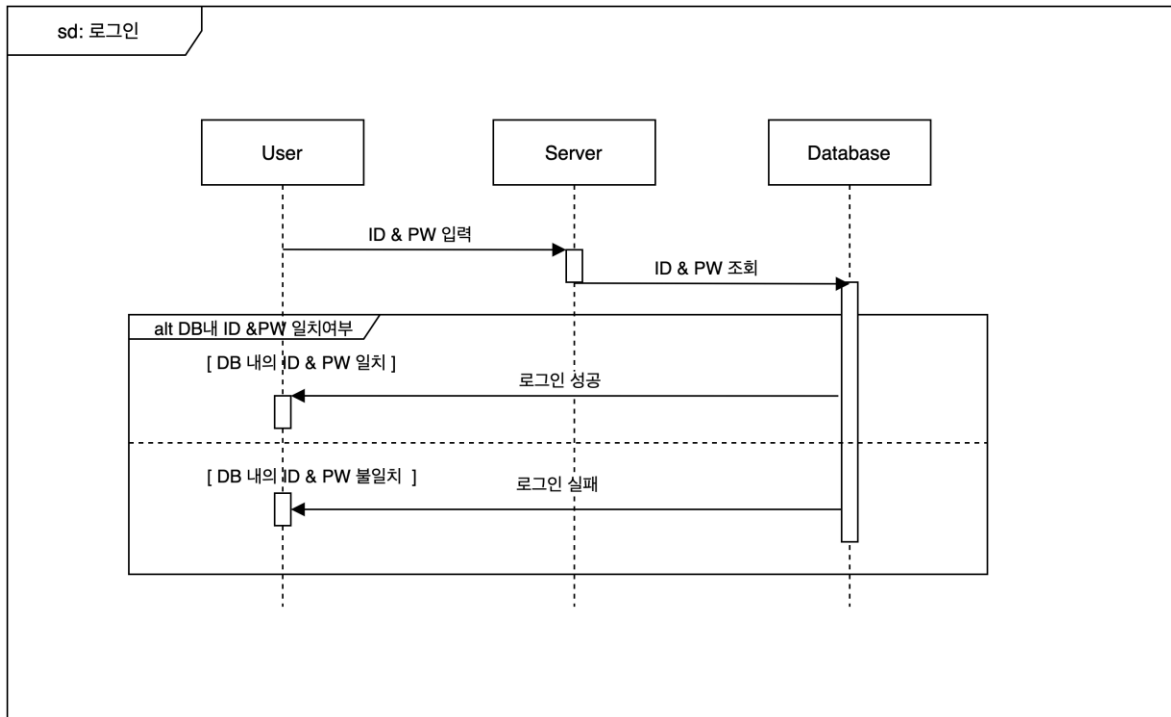 sd: 로그인
User
Server
Database
ID & PW 입력
ID & PW 조회
alt DB내 ID &PW 일치여부
[ DB 내의 ID & PW 일치 ]
로그인 성공
[ DB 내의 ID & PW 불일치 ]
로그인 실패